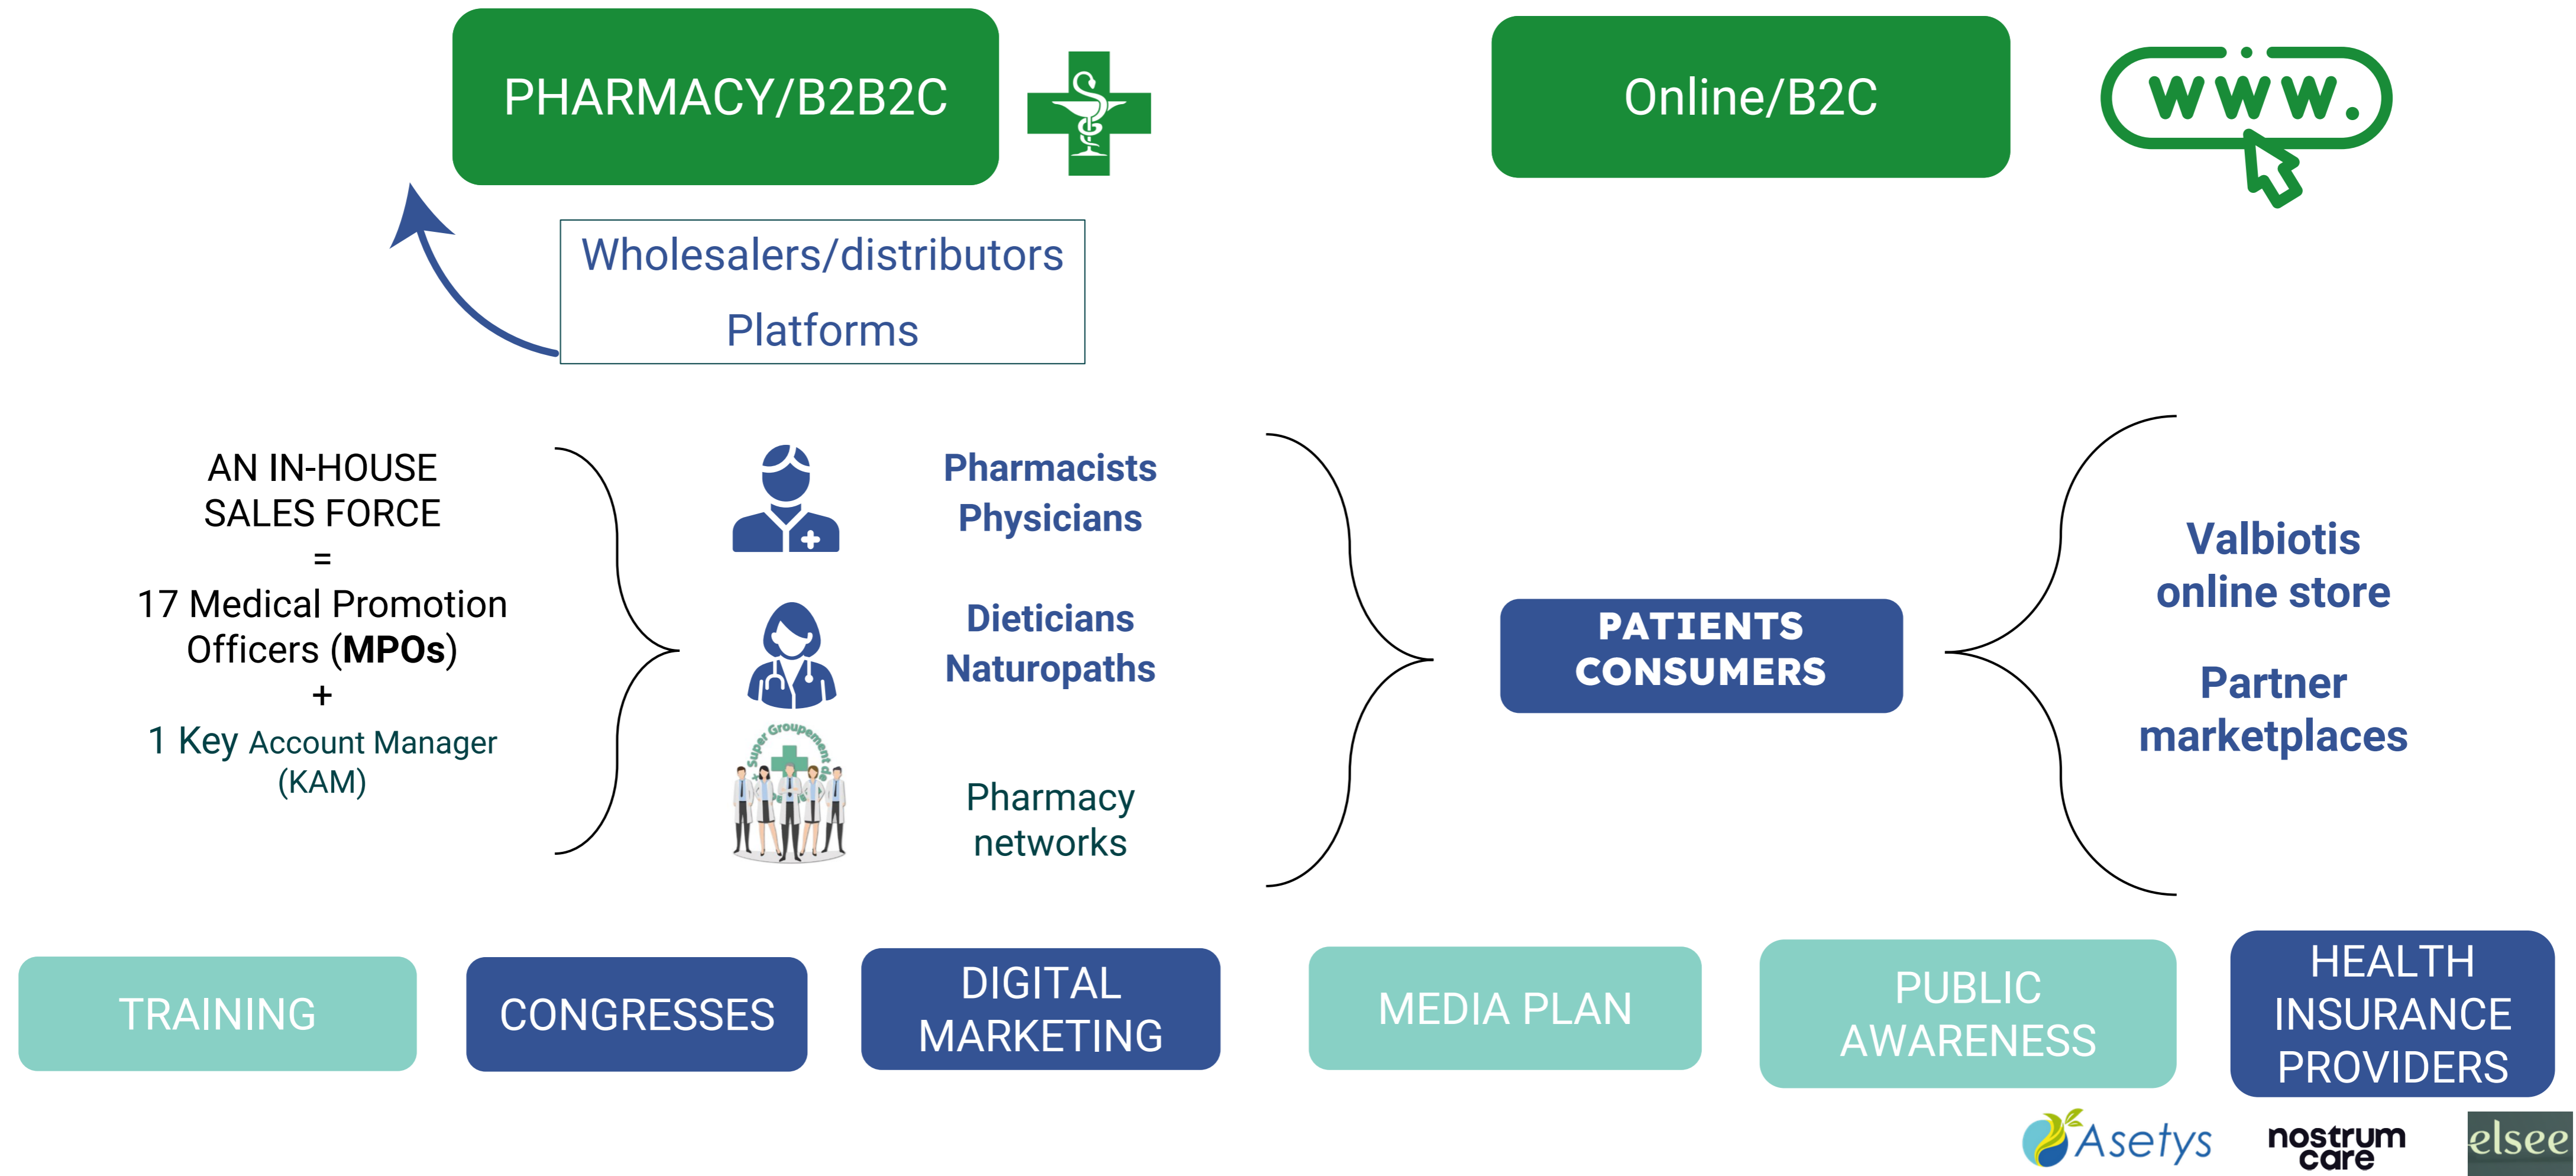 PHARMACY/B2B2C
Online/B2C
www.
Wholesalers/distributors
Platforms
AN IN-HOUSE
SALES FORCE
=
17 Medical Promotion
Officers (MPOs)
+
1 Key Account Manager
(KAM)
Pharmacists
Physicians
Dieticians
Naturopaths
Super Groupement
Pharmacy
networks
PATIENTS
CONSUMERS
Valbiotis
online store
Partner
marketplaces
TRAINING
CONGRESSES
DIGITAL
MARKETING
MEDIA PLAN
PUBLIC
AWARENESS
HEALTH
INSURANCE
PROVIDERS
Asetys
nostrum
care
elsee